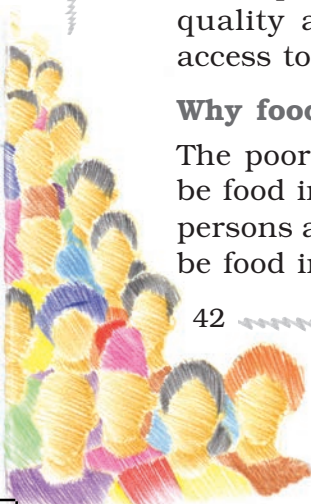 quality a
access to
Why food
The poor
be food in
persons a
be food in
42